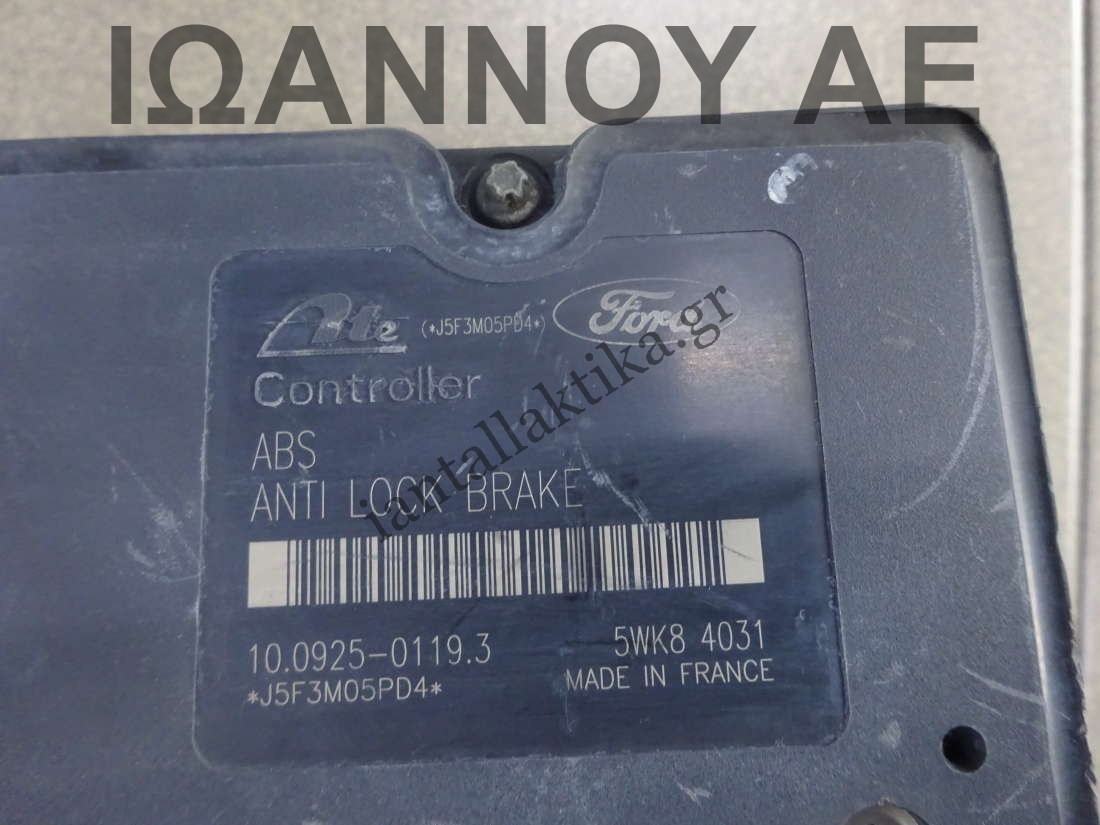 ΙΩΑΝΝΟΥ ΑΕ
Ate (*J5F3M05PD4*) Ford
Controller
ABS
ANTI LOCK BRAKE
iantallaktika.gr
10.0925-0119.3 5WK8 4031
*J5F3M05PD4* MADE IN FRANCE